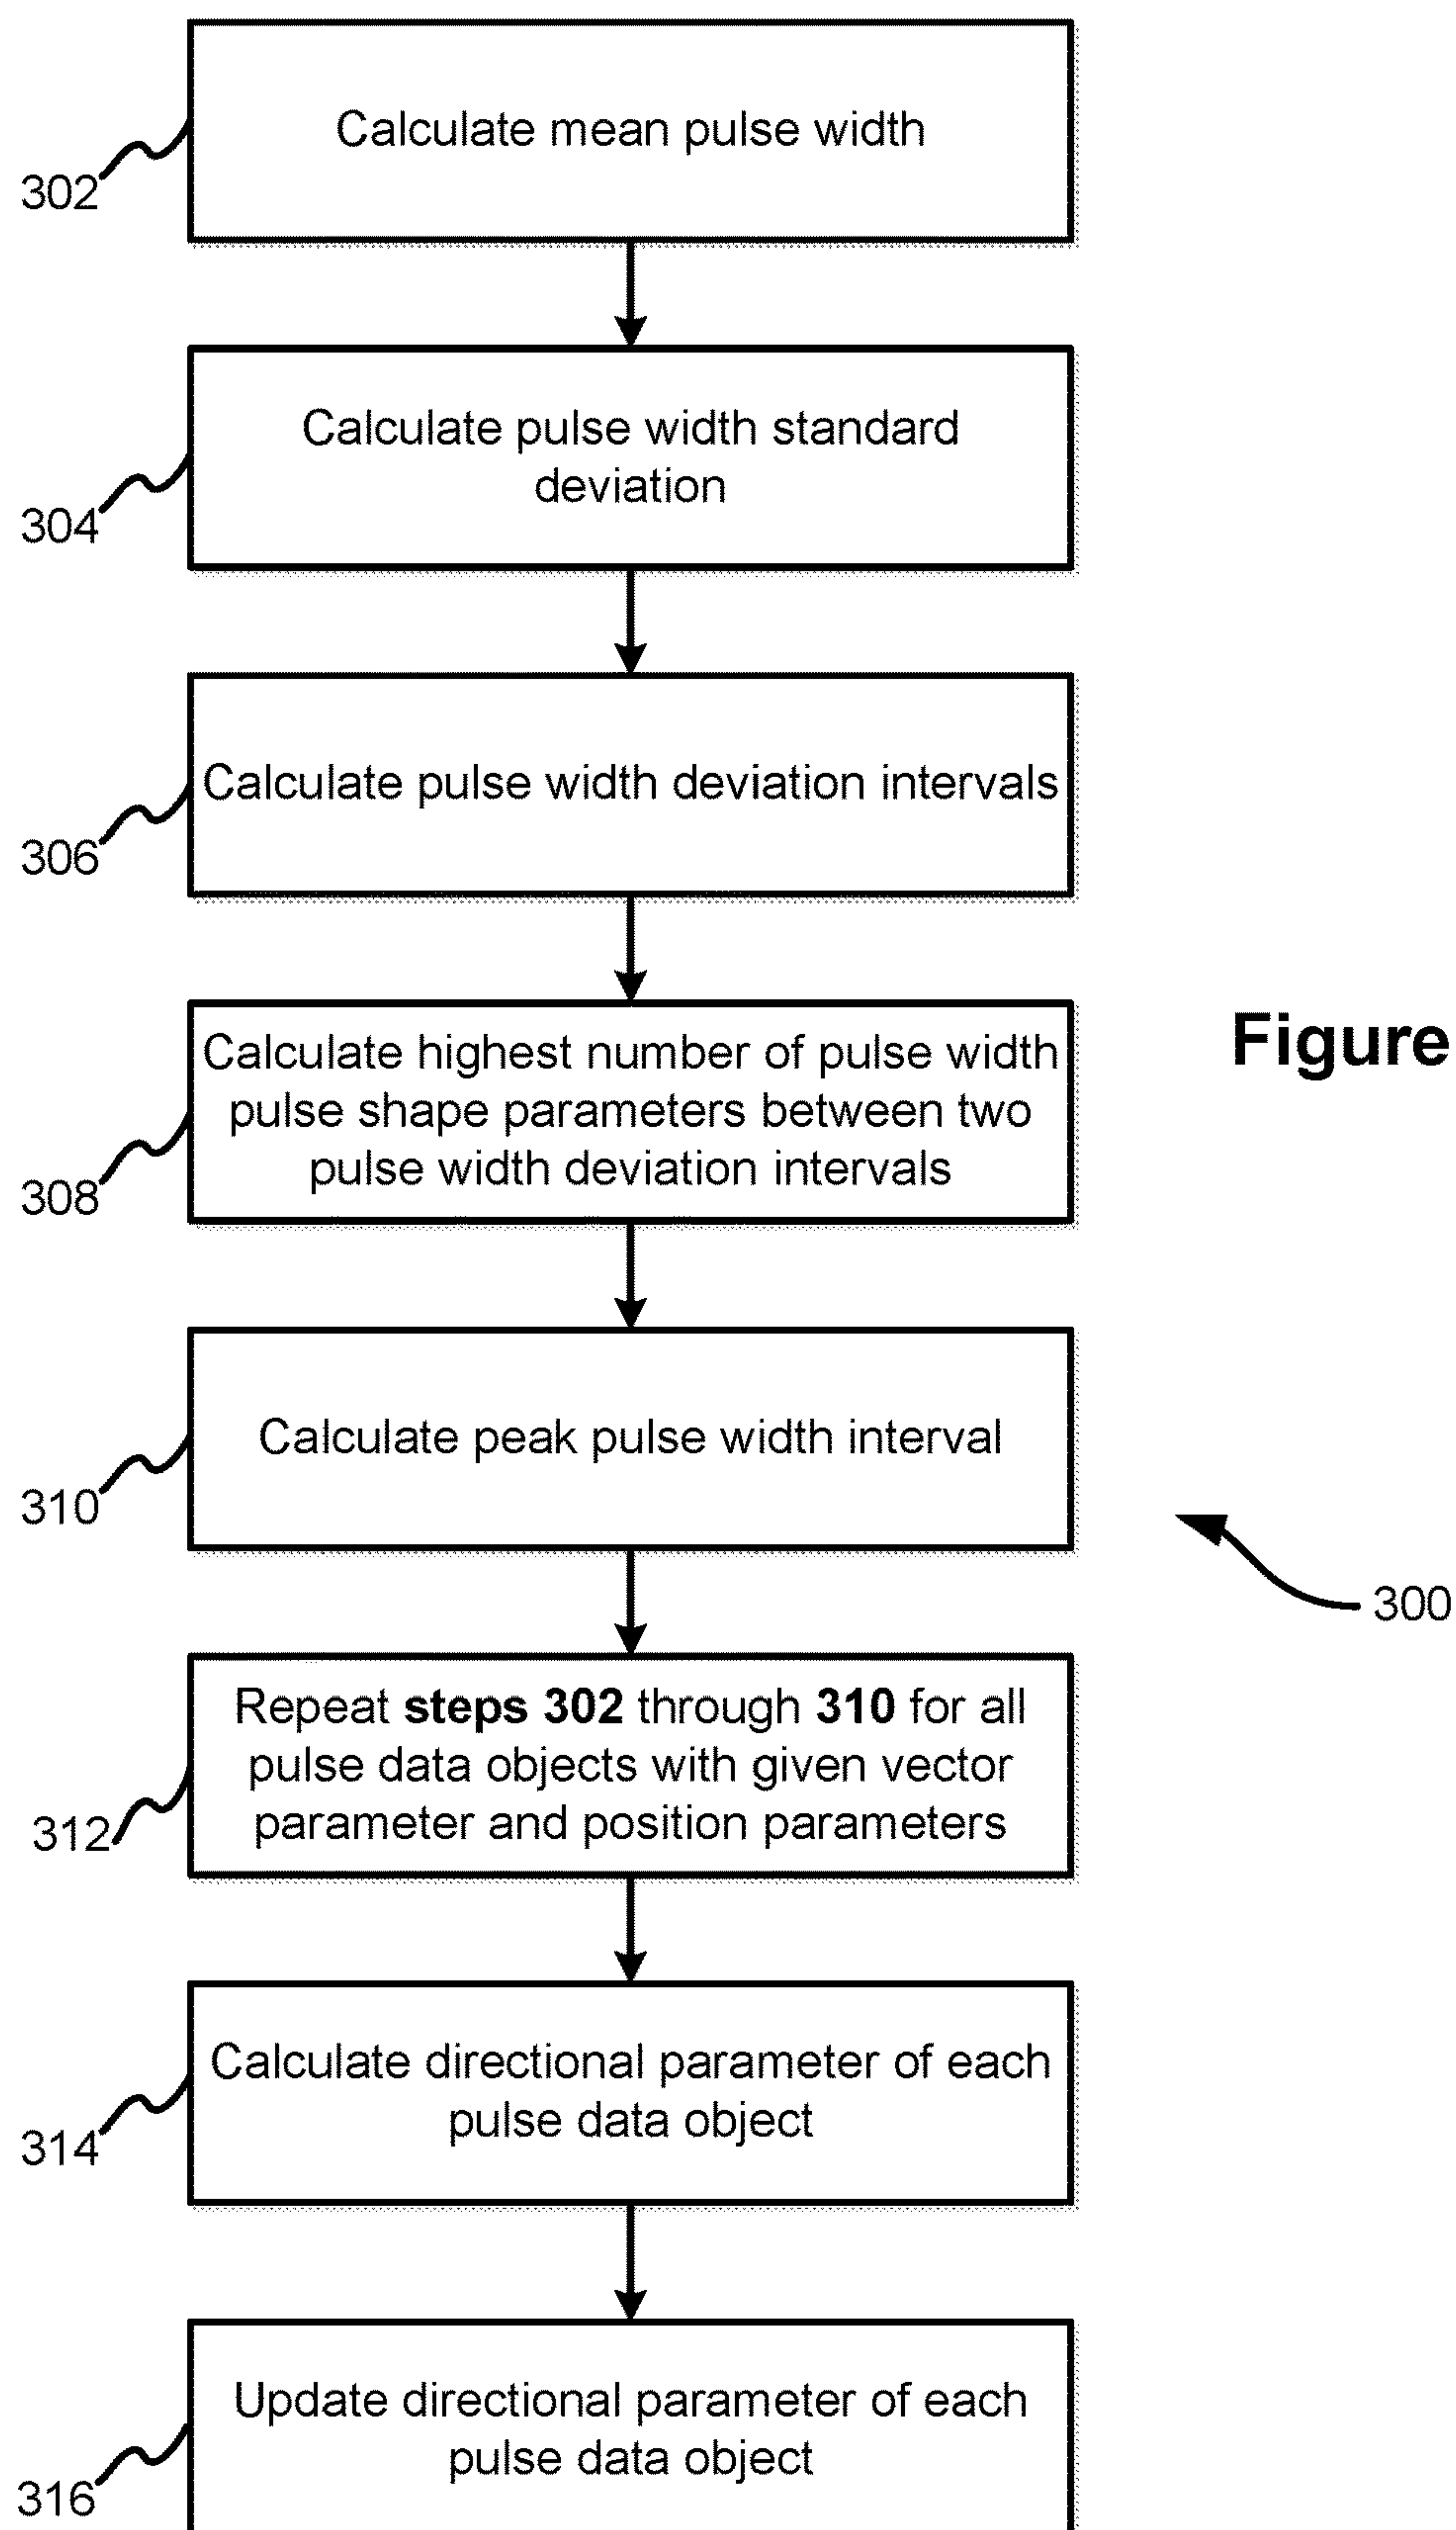 Calculate mean pulse width
302
Calculate pulse width standard
deviation
304
Calculate pulse width deviation intervals
306
Calculate highest number of pulse width
pulse shape parameters between two
pulse width deviation intervals
308
Figure
Calculate peak pulse width interval
310
300
Repeat steps 302 through 310 for all
pulse data objects with given vector
parameter and position parameters
312
Calculate directional parameter of each
pulse data object
314
Update directional parameter of each
pulse data object
316